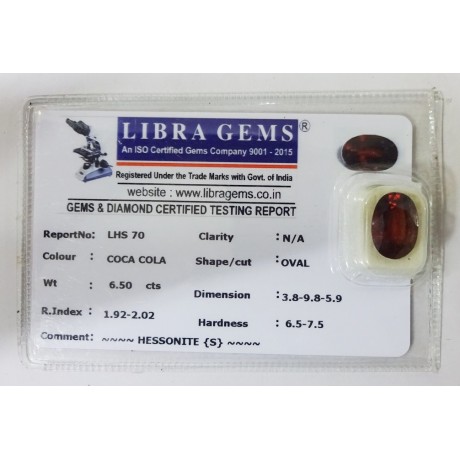 LIBRA GEMS®
An ISO Certified Gems Company 9001 - 2015
Registered Under the Trade Marks with Govt. of India
website : www.libragems.co.in
GEMS & DIAMOND CERTIFIED TESTING REPORT
ReportNo: LHS 70 Clarity : N/A
Colour : COCA COLA Shape/cut : OVAL
Wt : 6.50 cts Dimension : 3.8-9.8-5.9
R.Index : 1.92-2.02 Hardness : 6.5-7.5
Comment: ~~~~ HESSONITE {S} ~~~~